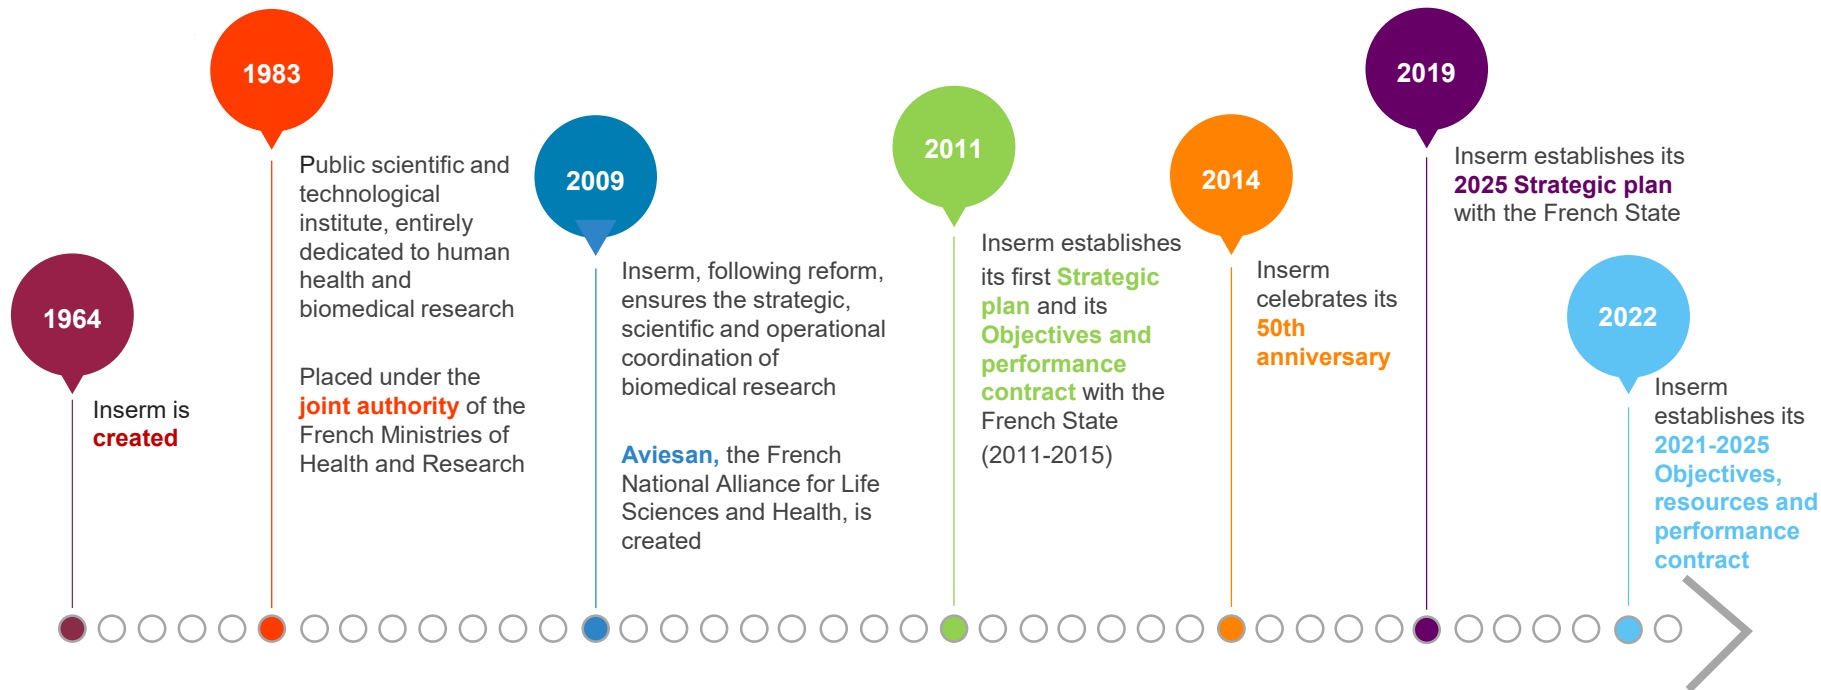 1964
Inserm is
created
1983
Public scientific and
technological
institute, entirely
dedicated to human
health and
biomedical research
Placed under the
joint authority of the
French Ministries of
Health and Research
2009
Inserm, following reform,
ensures the strategic,
scientific and operational
coordination of
biomedical research
Aviesan, the French
National Alliance for Life
Sciences and Health, is
created
2011
Inserm establishes
its first Strategic
plan and its
Objectives and
performance
contract with the
French State
(2011-2015)
2014
Inserm
celebrates its
50th
anniversary
2019
Inserm establishes its
2025 Strategic plan
with the French State
2022
Inserm
establishes its
2021-2025
Objectives,
resources and
performance
contract